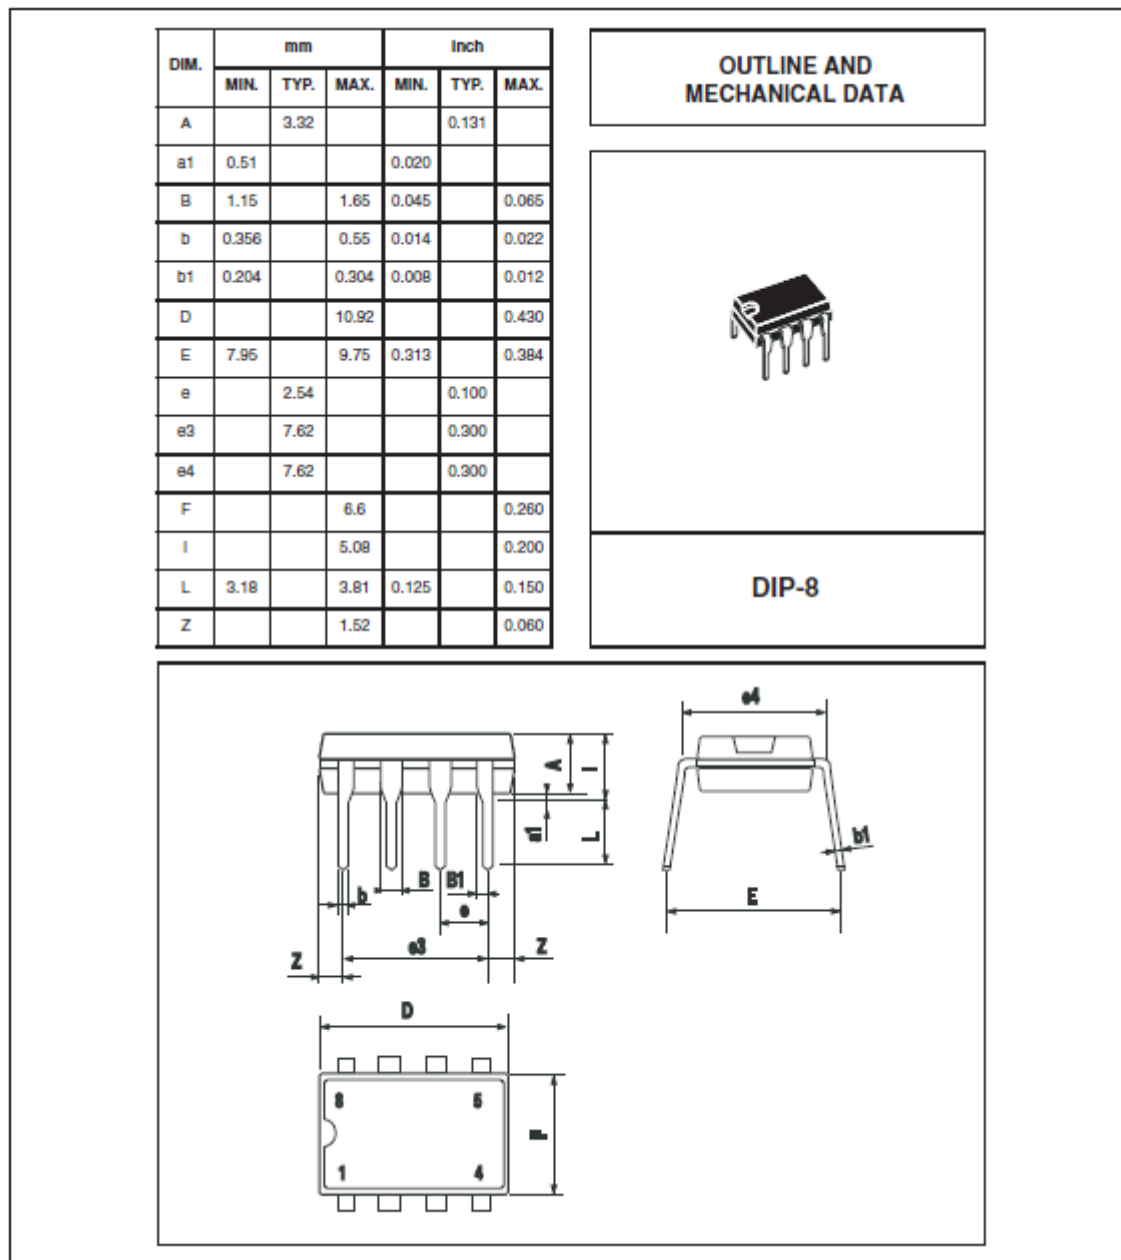 DIM. mm inch
MIN. TYP. MAX. MIN. TYP. MAX.
A 3.32 0.131
a1 0.51 0.020
B 1.15 1.65 0.045 0.065
b 0.356 0.55 0.014 0.022
b1 0.204 0.304 0.008 0.012
D 10.92 0.430
E 7.95 9.75 0.313 0.384
e 2.54 0.100
e3 7.62 0.300
e4 7.62 0.300
F 6.6 0.260
I 5.08 0.200
L 3.18 3.81 0.125 0.150
Z 1.52 0.060
OUTLINE AND
MECHANICAL DATA
DIP-8
e4
A I
a1 L
b1
b B B1
e
E
Z e3 Z
D
8 5
F
1 4